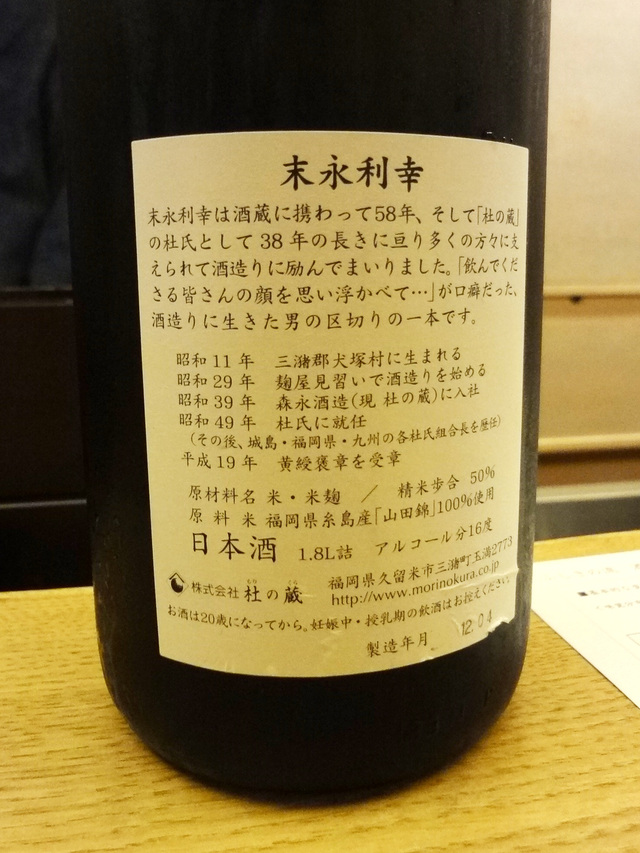 末永利幸
末永利幸は酒蔵に携わって58年、そして「杜の蔵」
の杜氏として38年の長きに亘り多くの方々に支
えられて酒造りに励んでまいりました。「飲んでくだ
さる皆さんの顔を思い浮かべて…」が口癖だった、
酒造りに生きた男の区切りの一本です。
昭和11年 三潴郡犬塚村に生まれる
昭和29年 麹屋見習いで酒造りを始める
昭和39年 森永酒造(現 杜の蔵)に入社
昭和49年 杜氏に就任
(その後、城島・福岡県・九州の各杜氏組合長を歴任)
平成19年 黄綬褒章を受章
原材料名 米・米麹 / 精米歩合 50%
原料米 福岡県糸島産「山田錦」100%使用
日本酒 1.8L詰 アルコール分16度
株式会社 杜の蔵
もり くら
福岡県久留米市三潴町玉満2773
http://www.morinokura.co.jp
お酒は20歳になってから。妊娠中・授乳期の飲酒はお控えください。
製造年月 12.04